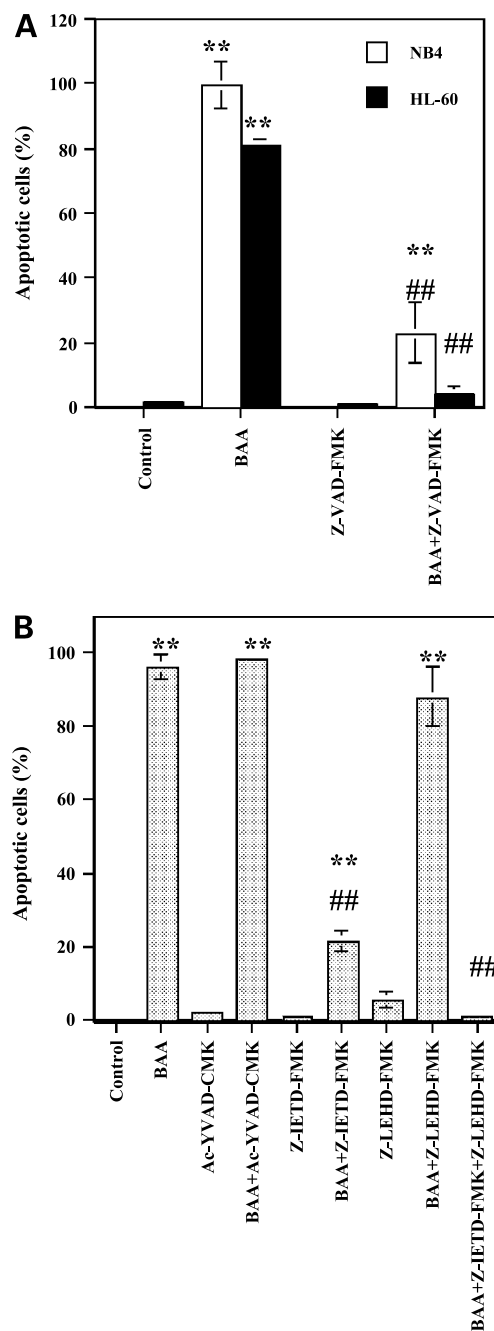 A
120
100
80
60
40
20
0
Apoptotic cells (%)
NB4
HL-60
**
**
**
##
##
Control
BAA
Z-VAD-FMK
BAA+Z-VAD-FMK
B
100
80
60
40
20
0
Apoptotic cells (%)
**
**
**
**
##
##
Control
BAA
Ac-YVAD-CMK
BAA+Ac-YVAD-CMK
Z-IETD-FMK
BAA+Z-IETD-FMK
Z-LEHD-FMK
BAA+Z-LEHD-FMK
BAA+Z-IETD-FMK+Z-LEHD-FMK